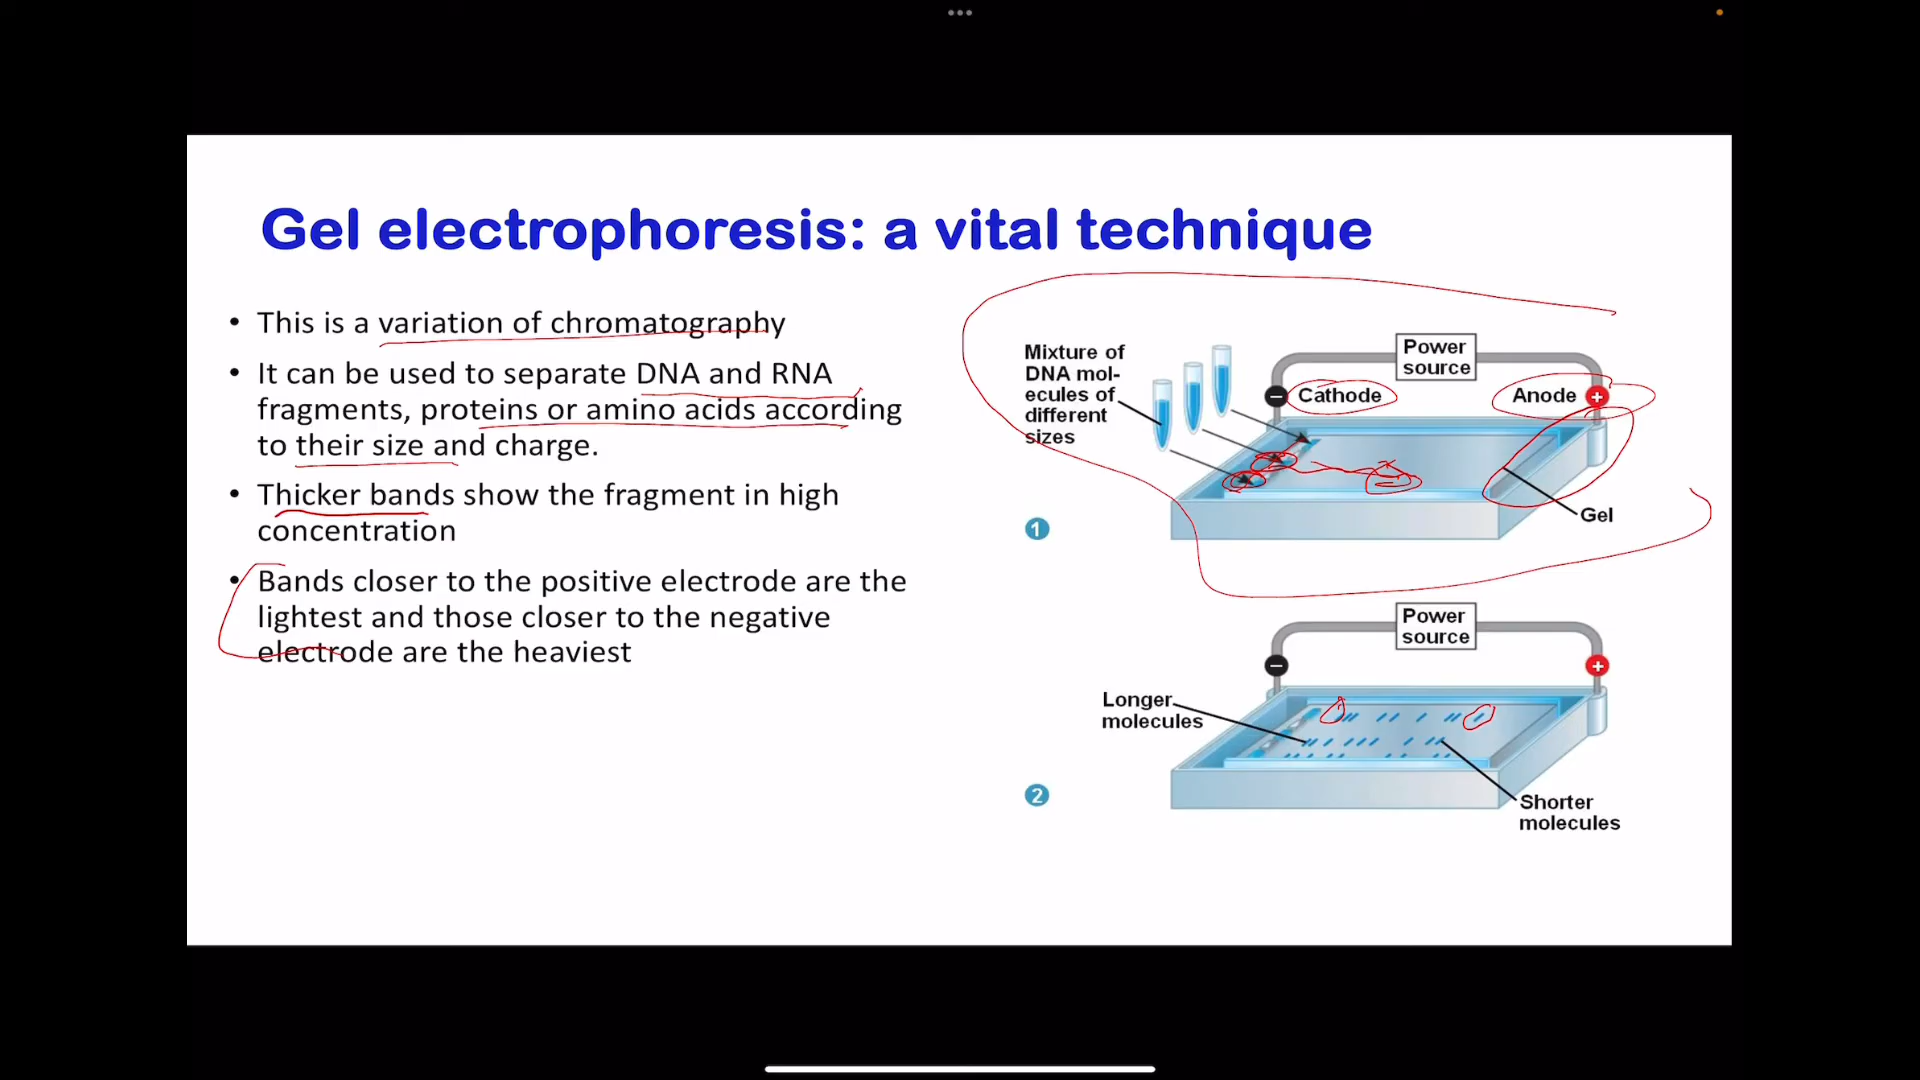 Gel electrophoresis: a vital technique
• This is a variation of chromatography
• It can be used to separate DNA and RNA
fragments, proteins or amino acids according
to their size and charge.
• Thicker bands show the fragment in high
concentration
• Bands closer to the positive electrode are the
lightest and those closer to the negative
electrode are the heaviest
Mixture of
DNA mol-
ecules of
different
sizes
Power
source
− Cathode
Anode +
Gel
1
Power
source
−
+
Longer
molecules
Shorter
molecules
2